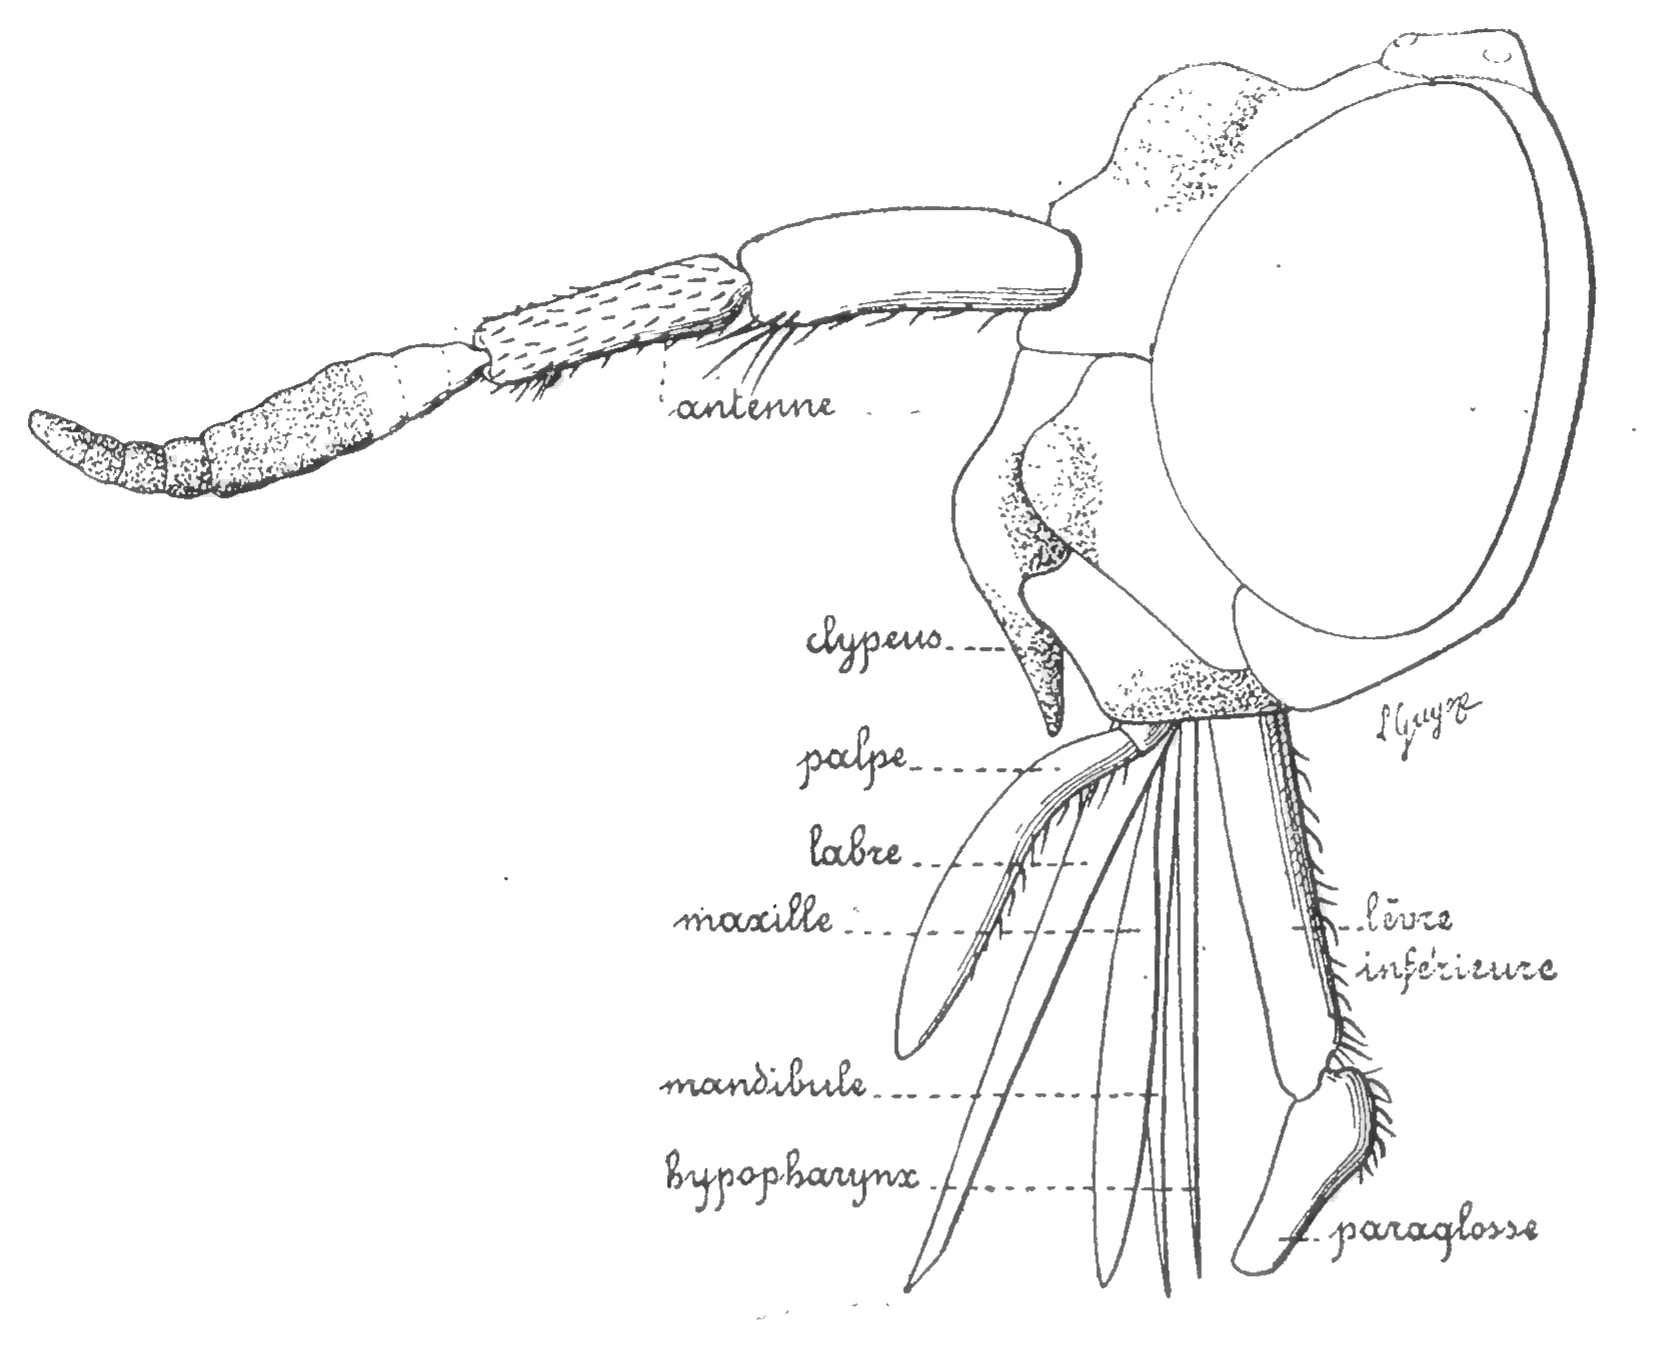 antenne
clypeus
palpe
labre
maxille
lèvre
inférieure
mandibule
hypopharynx
paraglosse